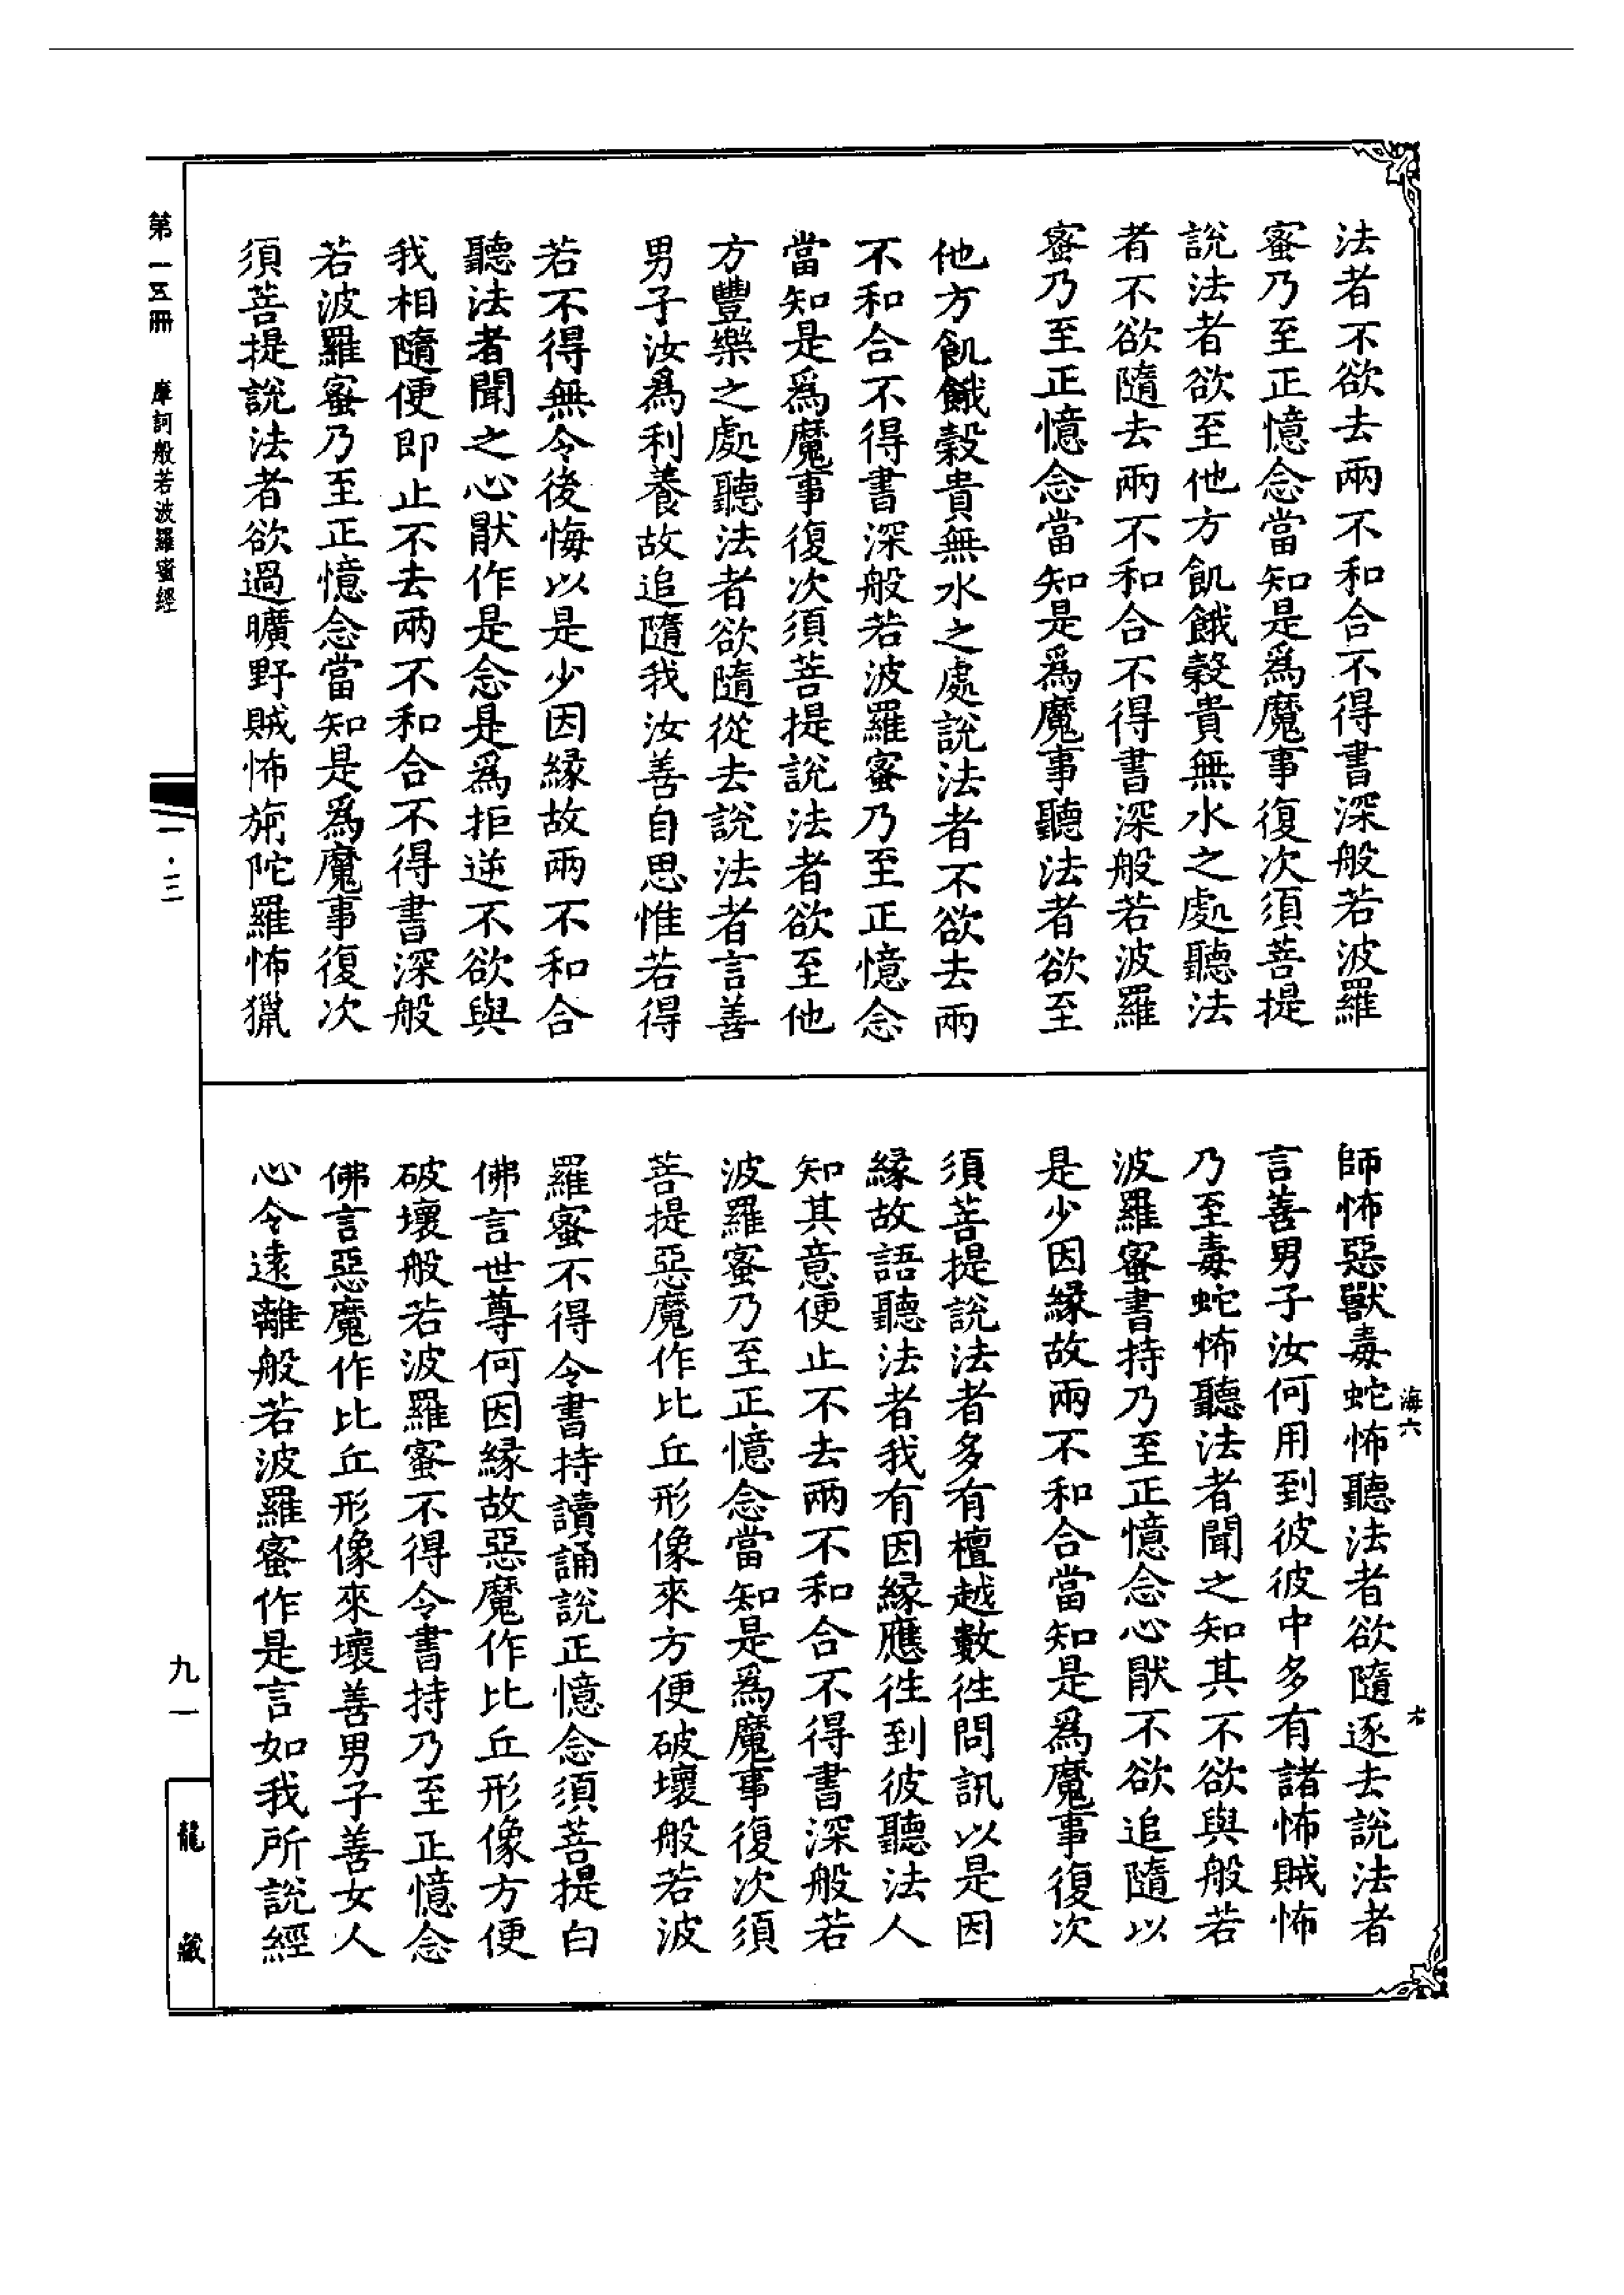 法者不欲去兩不和合不得書深般若波羅
蜜乃至正憶念當知是爲魔事復次須菩提
說法者欲至他方飢餓穀貴無水之處聽法
者不欲隨去兩不和合不得書深般若波羅
蜜乃至正憶念當知是爲魔事聽法者欲至
他方飢餓穀貴無水之處說法者不欲去兩
不和合不得書深般若波羅蜜乃至正憶念
當知是爲魔事復次須菩提說法者欲至他
方豐樂之處聽法者欲隨從去說法者言善
男子汝爲利養故追隨我汝善自思惟若得
若不得無令後悔以是少因緣故兩不和合
聽法者聞之心猒作是念是爲拒逆不欲與
我相隨便即止不去兩不和合不得書深般
若波羅蜜乃至正憶念當知是爲魔事復次
須菩提說法者欲過曠野賊怖旃陀羅怖獵
師怖惡獸毒蛇怖聽法者欲隨逐去說法者
言善男子汝何用到彼彼中多有諸怖賊怖
乃至毒蛇怖聽法者聞之知其不欲與般若
波羅蜜書持乃至正憶念心猒不欲追隨以
是少因緣故兩不和合當知是爲魔事復次
須菩提說法者多有檀越數徃問訊以是因
緣故語聽法者我有因緣應徃到彼聽法人
知其意便止不去兩不和合不得書深般若
波羅蜜乃至正憶念當知是爲魔事復次須
菩提惡魔作比丘形像來方便破壞般若波
羅蜜不得令書持讀誦說正憶念須菩提白
佛言世尊何因緣故惡魔作比丘形像方便
破壞般若波羅蜜不得令書持乃至正憶念
佛言惡魔作比丘形像來壞善男子善女人
心令遠離般若波羅蜜作是言如我所說經
海六
第一五冊 摩訶般若波羅蜜經
一·三
九一
龍藏